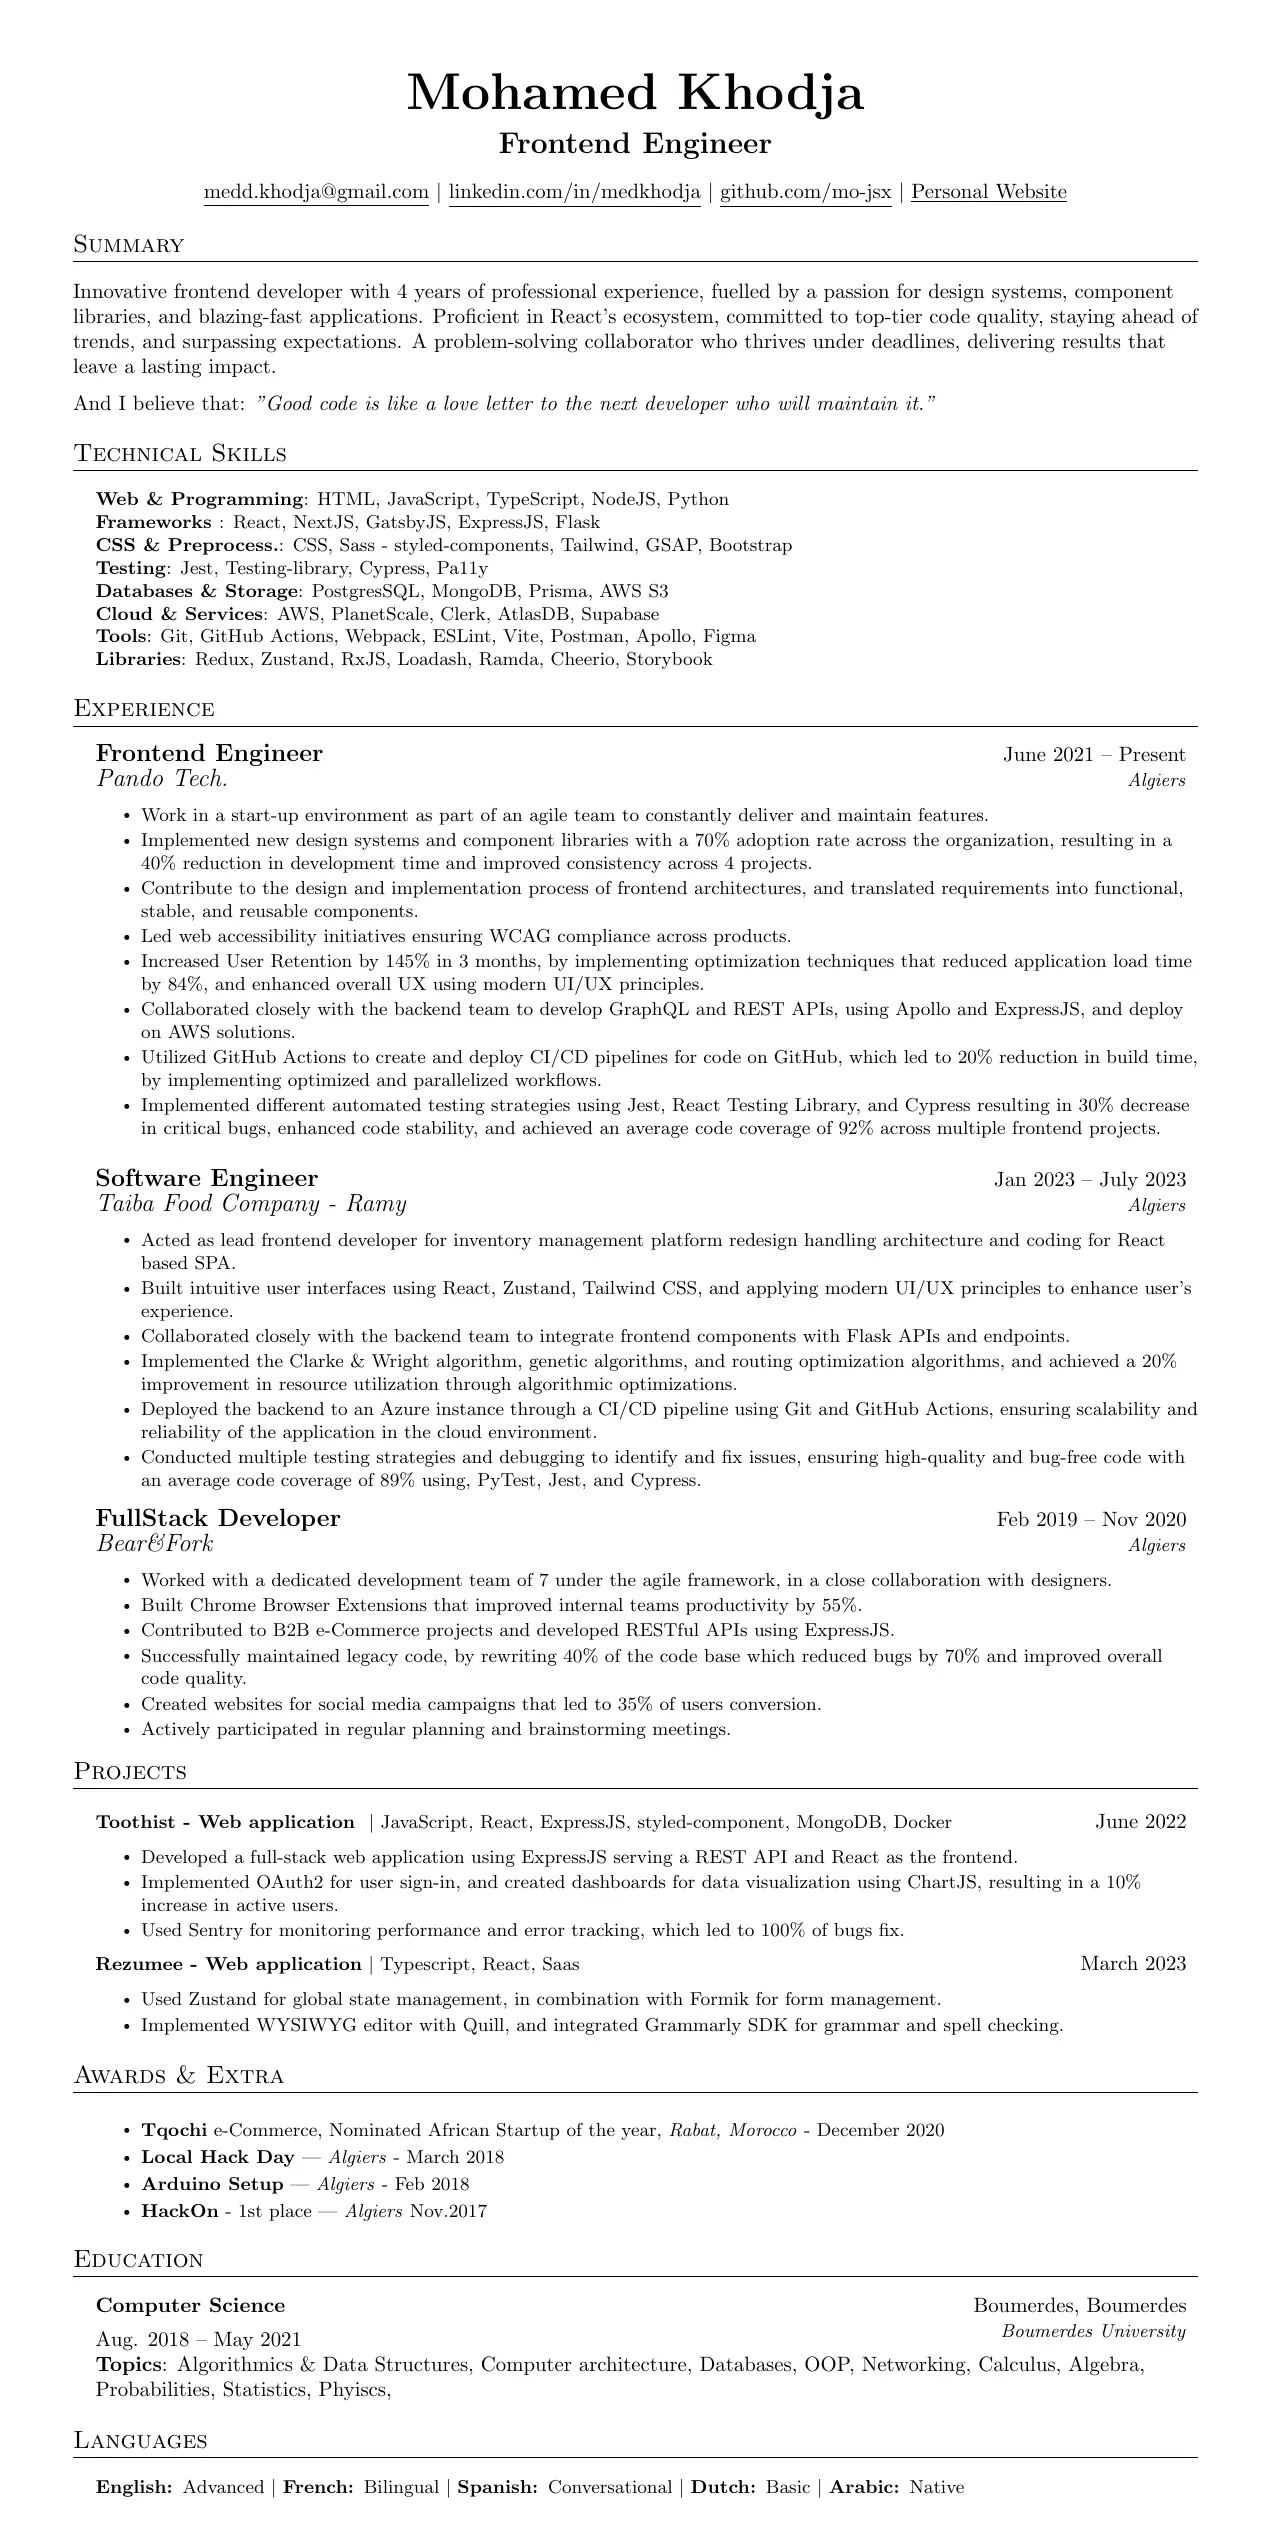 Mohamed Khodja
Frontend Engineer
medd.khodja@gmail.com | linkedin.com/in/medkhodja | github.com/mo-jsx | Personal Website
Summary
Innovative frontend developer with 4 years of professional experience, fuelled by a passion for design systems, component
libraries, and blazing-fast applications. Proficient in React's ecosystem, committed to top-tier code quality, staying ahead of
trends, and surpassing expectations. A problem-solving collaborator who thrives under deadlines, delivering results that
leave a lasting impact.
And I believe that: ”Good code is like a love letter to the next developer who will maintain it.”
Technical Skills
Web & Programming: HTML, JavaScript, TypeScript, NodeJS, Python
Frameworks : React, NextJS, GatsbyJS, ExpressJS, Flask
CSS & Preprocess.: CSS, Sass - styled-components, Tailwind, GSAP, Bootstrap
Testing: Jest, Testing-library, Cypress, Pa11y
Databases & Storage: PostgresSQL, MongoDB, Prisma, AWS S3
Cloud & Services: AWS, PlanetScale, Clerk, AtlasDB, Supabase
Tools: Git, GitHub Actions, Webpack, ESLint, Vite, Postman, Apollo, Figma
Libraries: Redux, Zustand, RxJS, Loadash, Ramda, Cheerio, Storybook
Experience
Frontend Engineer June 2021 – Present
Pando Tech. Algiers
• Work in a start-up environment as part of an agile team to constantly deliver and maintain features.
• Implemented new design systems and component libraries with a 70% adoption rate across the organization, resulting in a
40% reduction in development time and improved consistency across 4 projects.
• Contribute to the design and implementation process of frontend architectures, and translated requirements into functional,
stable, and reusable components.
• Led web accessibility initiatives ensuring WCAG compliance across products.
• Increased User Retention by 145% in 3 months, by implementing optimization techniques that reduced application load time
by 84%, and enhanced overall UX using modern UI/UX principles.
• Collaborated closely with the backend team to develop GraphQL and REST APIs, using Apollo and ExpressJS, and deploy
on AWS solutions.
• Utilized GitHub Actions to create and deploy CI/CD pipelines for code on GitHub, which led to 20% reduction in build time,
by implementing optimized and parallelized workflows.
• Implemented different automated testing strategies using Jest, React Testing Library, and Cypress resulting in 30% decrease
in critical bugs, enhanced code stability, and achieved an average code coverage of 92% across multiple frontend projects.
Software Engineer Jan 2023 – July 2023
Taiba Food Company - Ramy Algiers
• Acted as lead frontend developer for inventory management platform redesign handling architecture and coding for React
based SPA.
• Built intuitive user interfaces using React, Zustand, Tailwind CSS, and applying modern UI/UX principles to enhance user's
experience.
• Collaborated closely with the backend team to integrate frontend components with Flask APIs and endpoints.
• Implemented the Clarke & Wright algorithm, genetic algorithms, and routing optimization algorithms, and achieved a 20%
improvement in resource utilization through algorithmic optimizations.
• Deployed the backend to an Azure instance through a CI/CD pipeline using Git and GitHub Actions, ensuring scalability and
reliability of the application in the cloud environment.
• Conducted multiple testing strategies and debugging to identify and fix issues, ensuring high-quality and bug-free code with
an average code coverage of 89% using, PyTest, Jest, and Cypress.
FullStack Developer Feb 2019 – Nov 2020
Bear&Fork Algiers
• Worked with a dedicated development team of 7 under the agile framework, in a close collaboration with designers.
• Built Chrome Browser Extensions that improved internal teams productivity by 55%.
• Contributed to B2B e-Commerce projects and developed RESTful APIs using ExpressJS.
• Successfully maintained legacy code, by rewriting 40% of the code base which reduced bugs by 70% and improved overall
code quality.
• Created websites for social media campaigns that led to 35% of users conversion.
• Actively participated in regular planning and brainstorming meetings.
Projects
Toothist - Web application | JavaScript, React, ExpressJS, styled-component, MongoDB, Docker June 2022
• Developed a full-stack web application using ExpressJS serving a REST API and React as the frontend.
• Implemented OAuth2 for user sign-in, and created dashboards for data visualization using ChartJS, resulting in a 10%
increase in active users.
• Used Sentry for monitoring performance and error tracking, which led to 100% of bugs fix.
Rezumee - Web application | Typescript, React, Saas March 2023
• Used Zustand for global state management, in combination with Formik for form management.
• Implemented WYSIWYG editor with Quill, and integrated Grammarly SDK for grammar and spell checking.
Awards & Extra
• Tqochi e-Commerce, Nominated African Startup of the year, Rabat, Morocco - December 2020
• Local Hack Day — Algiers - March 2018
• Arduino Setup — Algiers - Feb 2018
• HackOn - 1st place — Algiers Nov.2017
Education
Computer Science Boumerdes, Boumerdes
Aug. 2018 – May 2021 Boumerdes University
Topics: Algorithmics & Data Structures, Computer architecture, Databases, OOP, Networking, Calculus, Algebra,
Probabilities, Statistics, Phyiscs,
Languages
English: Advanced | French: Bilingual | Spanish: Conversational | Dutch: Basic | Arabic: Native